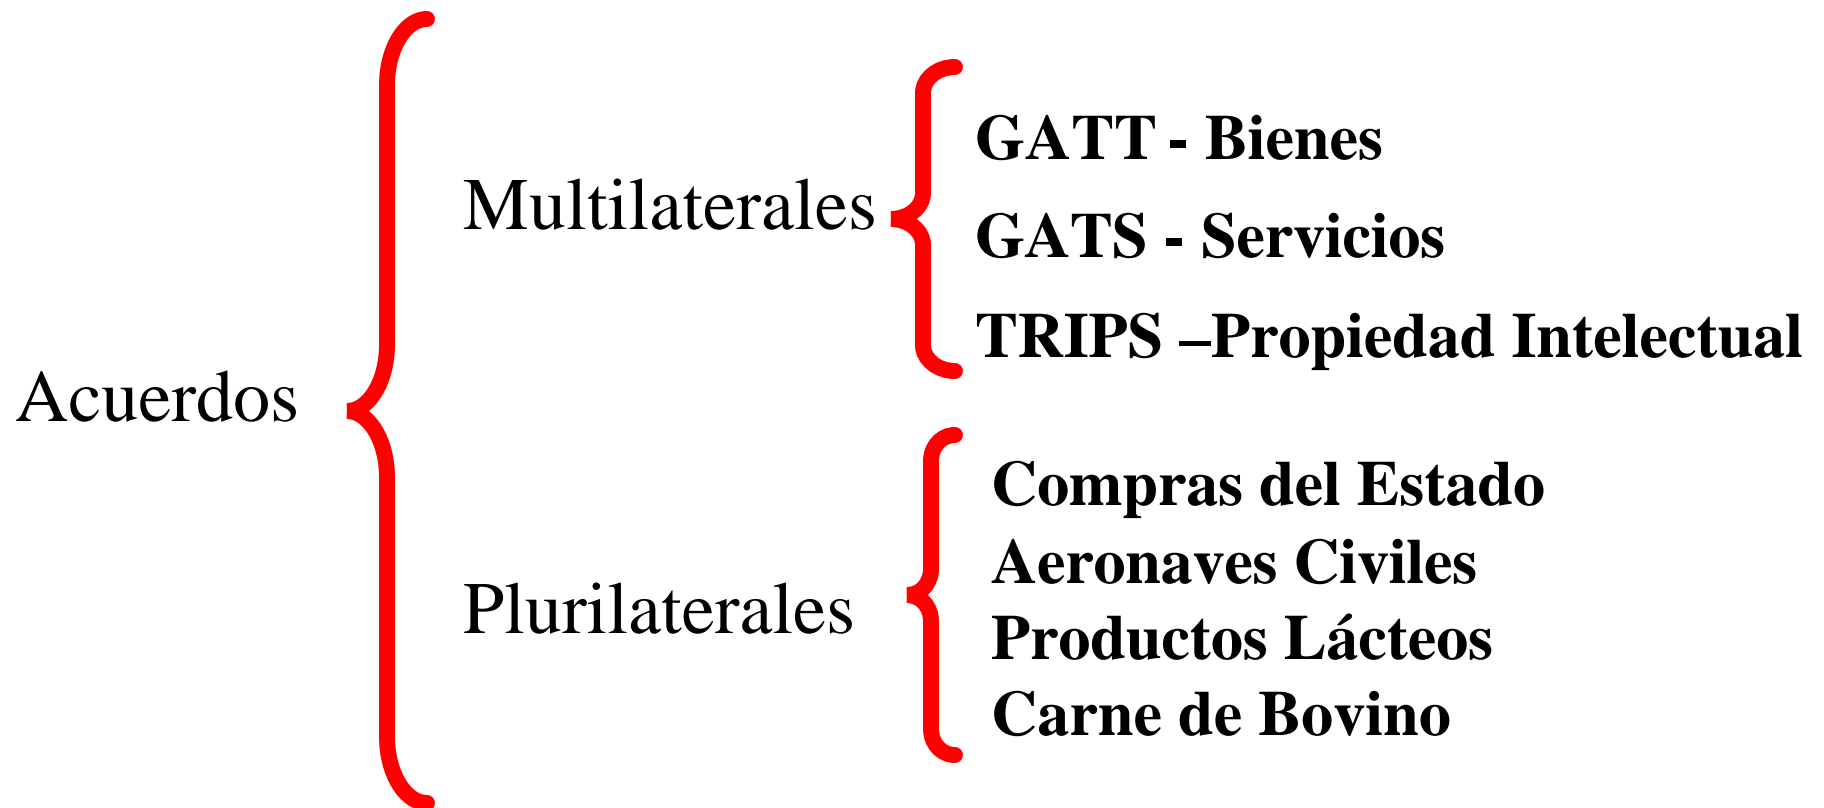 Acuerdos
Multilaterales
GATT - Bienes
GATS - Servicios
TRIPS –Propiedad Intelectual
Plurilaterales
Compras del Estado
Aeronaves Civiles
Productos Lácteos
Carne de Bovino